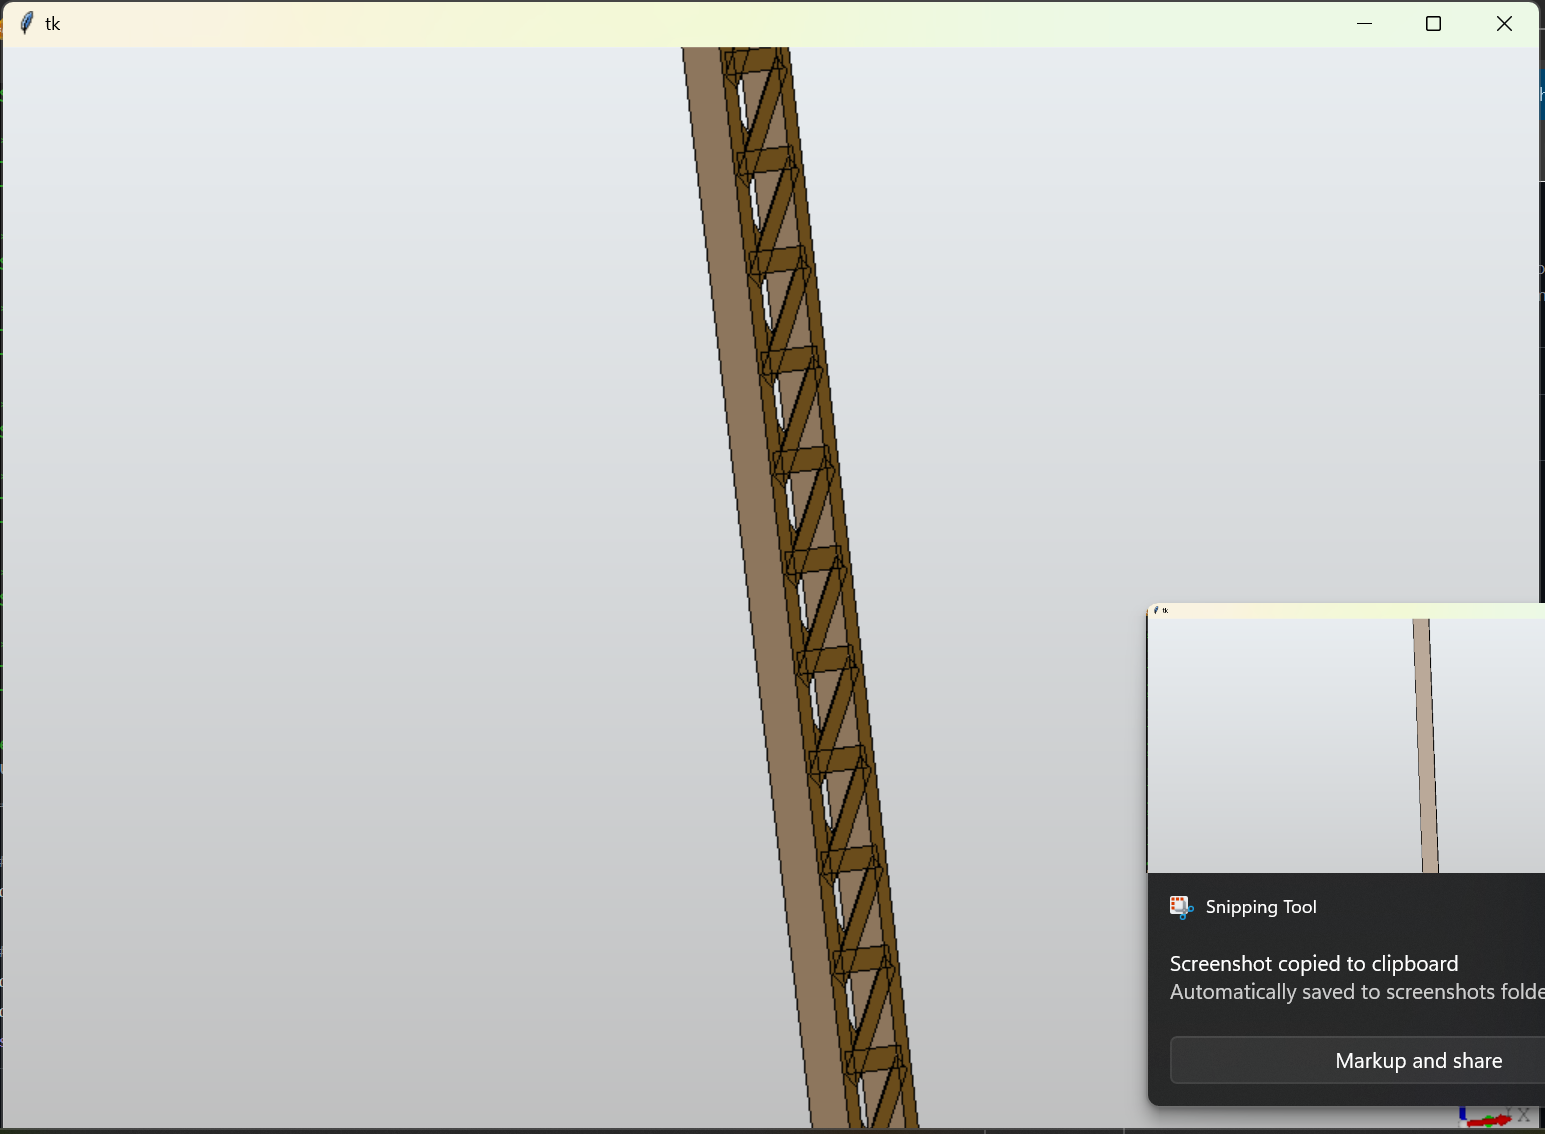 tk
tk
Snipping Tool
Screenshot copied to clipboard
Automatically saved to screenshots folde
Markup and share
X